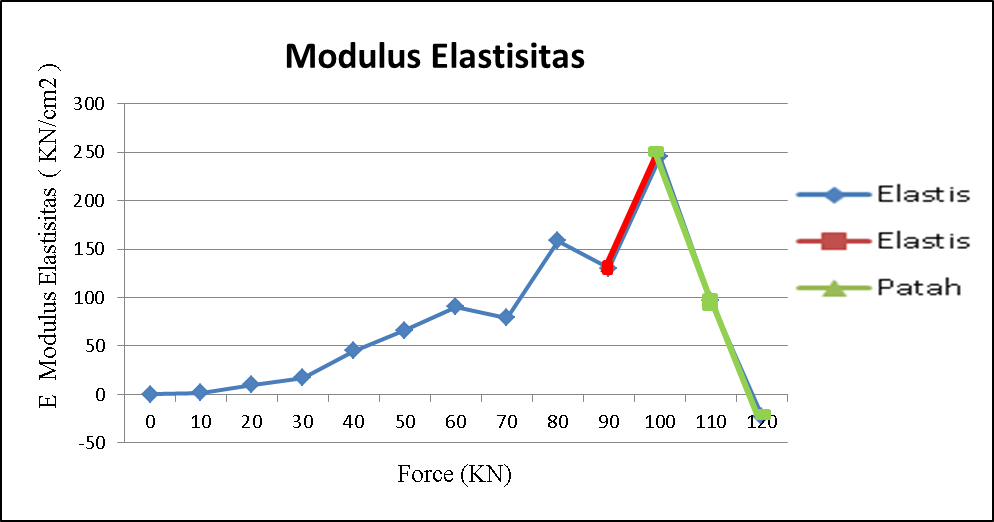 Modulus Elastisitas
E Modulus Elastisitas ( KN/cm2 )
300
250
200
150
100
50
0
-50
0 10 20 30 40 50 60 70 80 90 100 110 120
Force (KN)
Elastis
Elastis
Patah